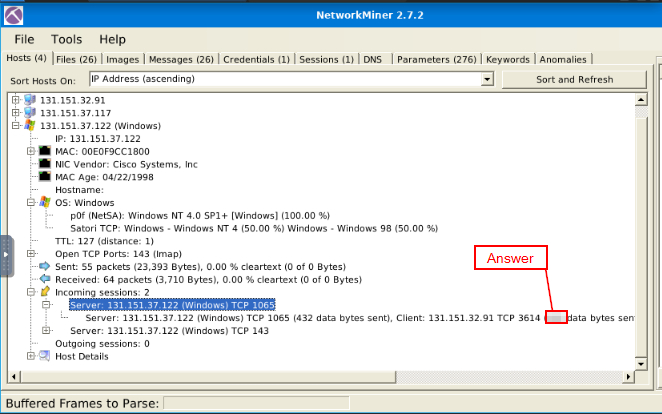 NetworkMiner 2.7.2
File Tools Help
Hosts (4) Files (26) Images Messages (26) Credentials (1) Sessions (1) DNS Parameters (276) Keywords Anomalies
Sort Hosts On: IP Address (ascending) Sort and Refresh
131.151.32.91
131.151.37.117
131.151.37.122 (Windows)
IP: 131.151.37.122
MAC: 00E0F9CC1800
NIC Vendor: Cisco Systems, Inc
MAC Age: 04/22/1998
Hostname:
OS: Windows
p0f (NetSA): Windows NT 4.0 SP1+ [Windows] (100.00 %)
Satori TCP: Windows - Windows NT 4 (50.00 %) Windows - Windows 98 (50.00 %)
TTL: 127 (distance: 1)
Open TCP Ports: 143 (Imap)
Answer
Sent: 55 packets (23,393 Bytes), 0.00 % cleartext (0 of 0 Bytes)
Received: 64 packets (3,710 Bytes), 0.00 % cleartext (0 of 0 Bytes)
Incoming sessions: 2
Server: 131.151.37.122 (Windows) TCP 1065
Server: 131.151.37.122 (Windows) TCP 1065 (432 data bytes sent), Client: 131.151.32.91 TCP 3614 ( data bytes sent
Server: 131.151.37.122 (Windows) TCP 143
Outgoing sessions: 0
Host Details
Buffered Frames to Parse: